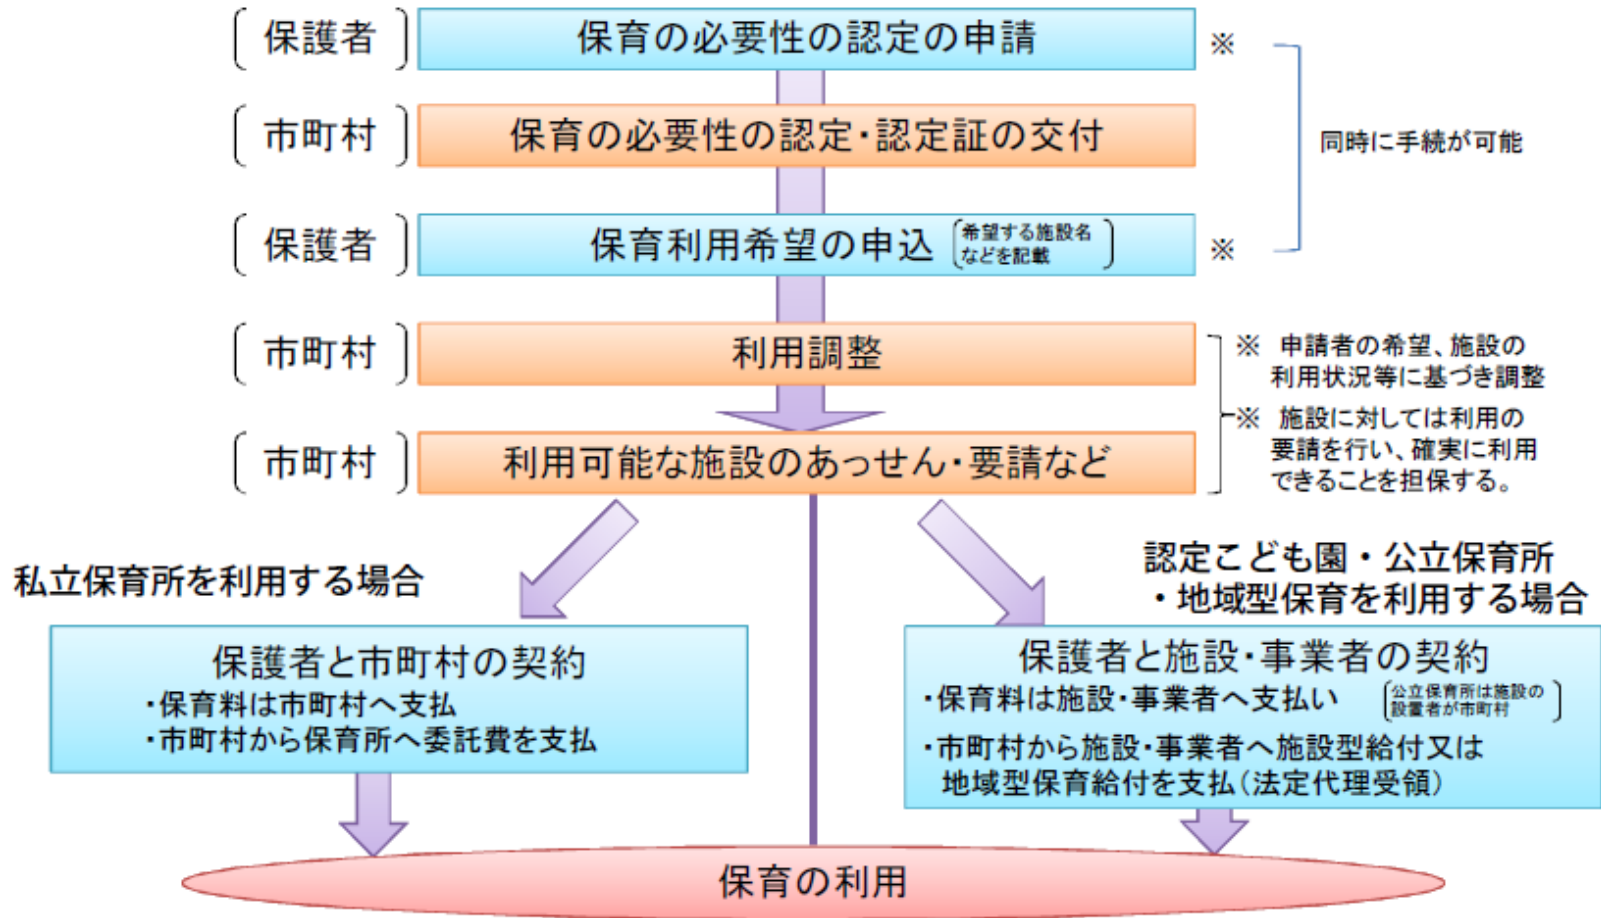 〔保護者〕 保育の必要性の認定の申請 ※
〔市町村〕 保育の必要性の認定・認定証の交付
同時に手続が可能
〔保護者〕 保育利用希望の申込 〔希望する施設名
などを記載〕 ※
〔市町村〕 利用調整
※ 申請者の希望、施設の
利用状況等に基づき調整
※ 施設に対しては利用の
要請を行い、確実に利用
できることを担保する。
〔市町村〕 利用可能な施設のあっせん・要請など
私立保育所を利用する場合
保護者と市町村の契約
・保育料は市町村へ支払
・市町村から保育所へ委託費を支払
認定こども園・公立保育所
・地域型保育を利用する場合
保護者と施設・事業者の契約
・保育料は施設・事業者へ支払い 〔公立保育所は施設の
設置者が市町村〕
・市町村から施設・事業者へ施設型給付又は
地域型保育給付を支払(法定代理受領)
保育の利用